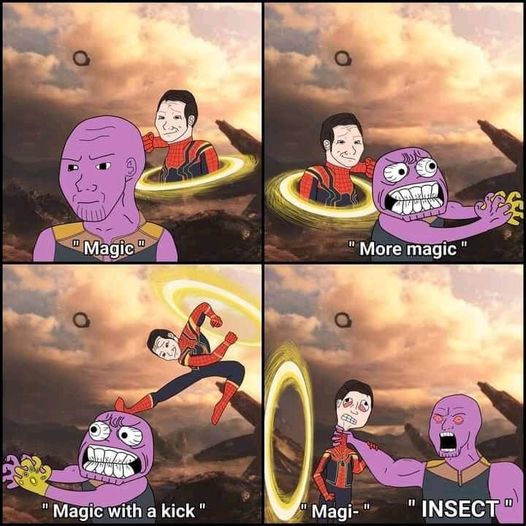 " Magic "
" More magic "
" Magic with a kick "
" Magi- "
" INSECT "